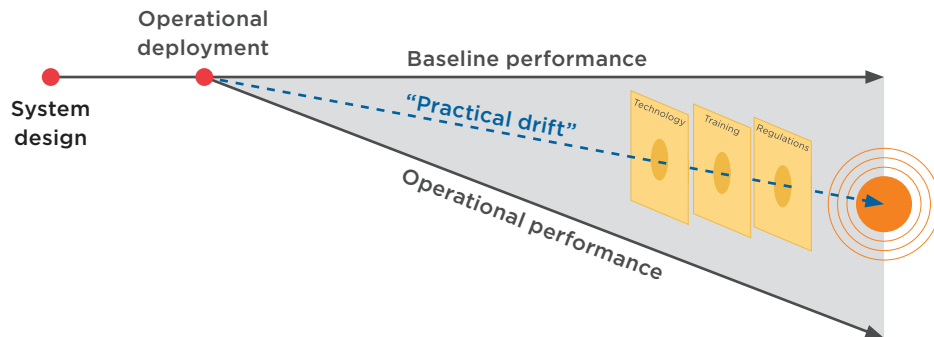 Operational
deployment
Baseline performance
System
design
"Practical drift"
Technology
Training
Regulations
Operational performance